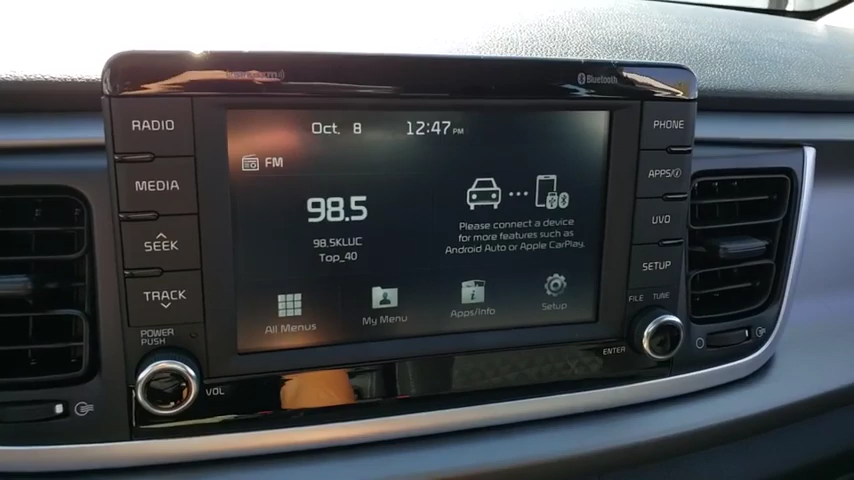 Bluetooth
RADIO
MEDIA
SEEK
TRACK
POWER
PUSH
VOL
Oct. 8 12:47 PM
FM
98.5
98.5KLUC
Top_40
Please connect a device
for more features such as
Android Auto or Apple CarPlay.
All Menus
My Menu
Apps/Info
Setup
PHONE
APPS/i
UVO
SETUP
FILE TUNE
ENTER